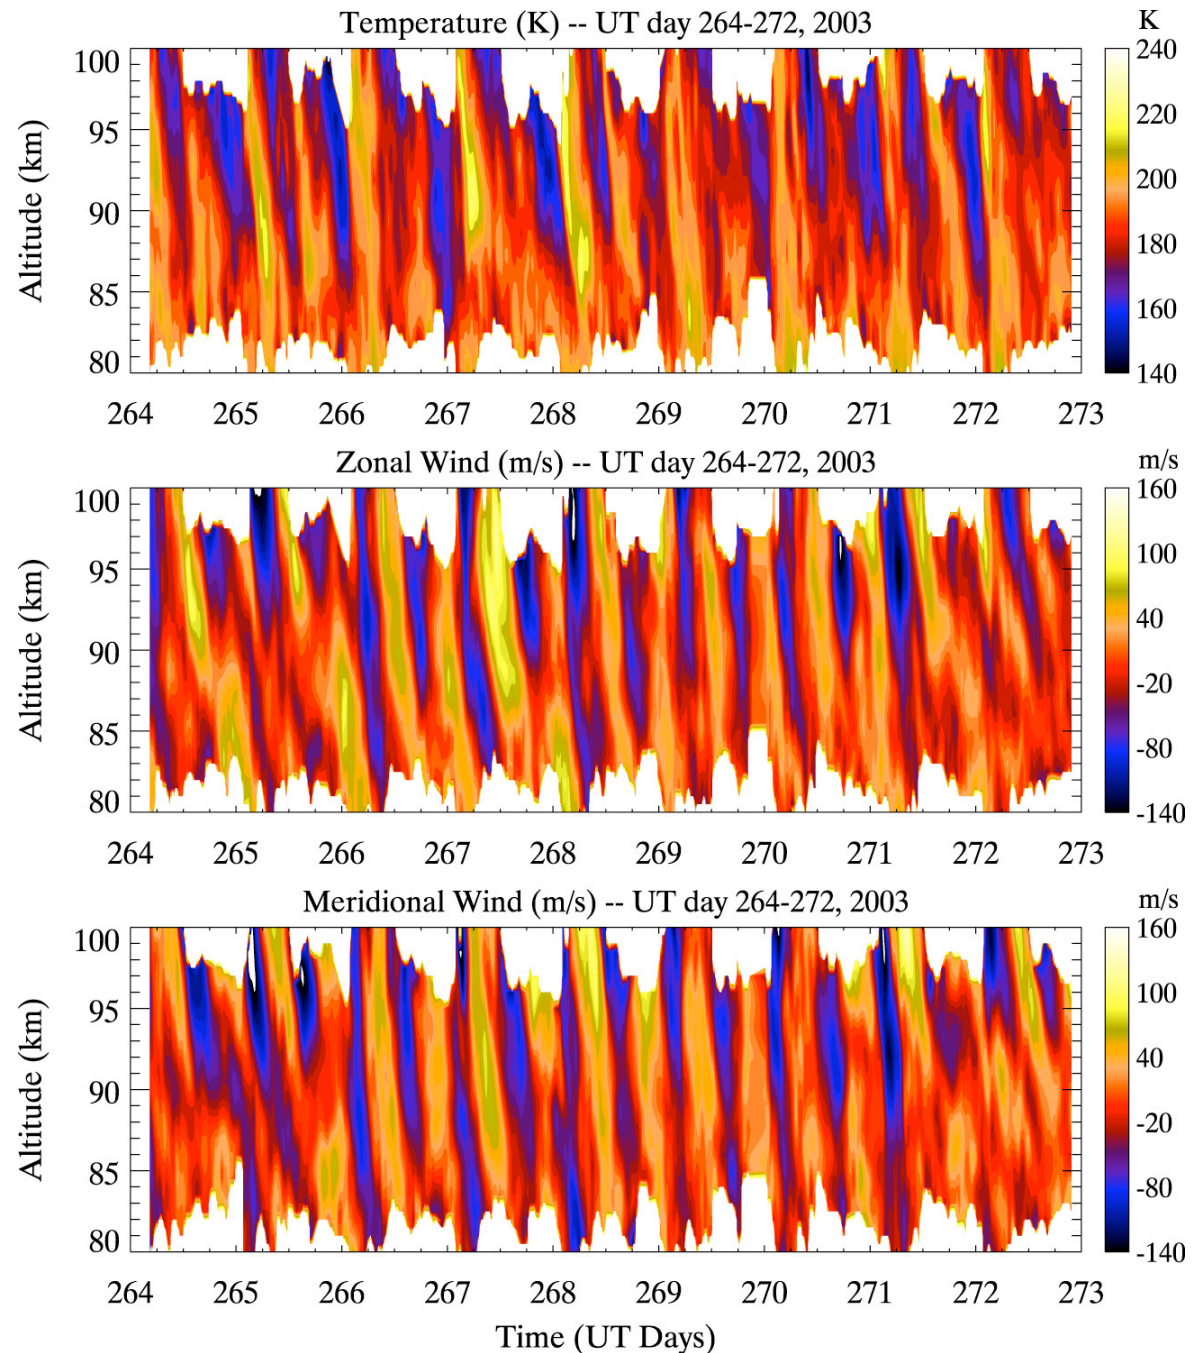 Temperature (K) -- UT day 264-272, 2003
K
Altitude (km)
100
95
90
85
80
240
220
200
180
160
140
264 265 266 267 268 269 270 271 272 273
Zonal Wind (m/s) -- UT day 264-272, 2003
m/s
Altitude (km)
100
95
90
85
80
160
100
40
-20
-80
-140
264 265 266 267 268 269 270 271 272 273
Meridional Wind (m/s) -- UT day 264-272, 2003
m/s
Altitude (km)
100
95
90
85
80
160
100
40
-20
-80
-140
264 265 266 267 268 269 270 271 272 273
Time (UT Days)